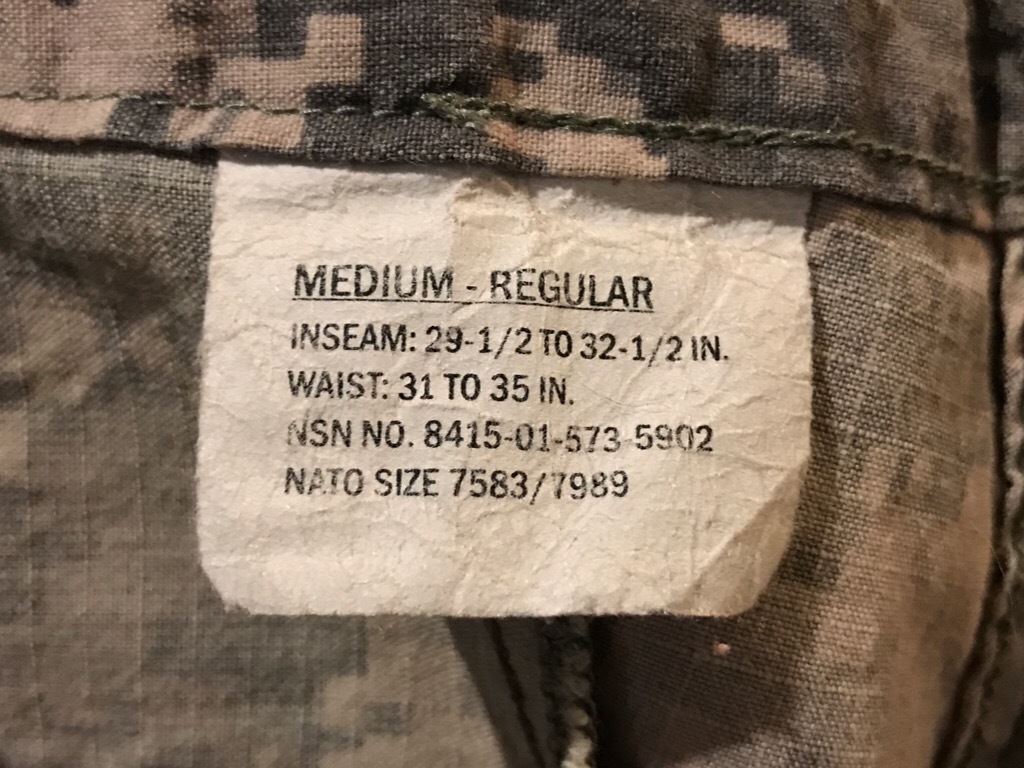 MEDIUM - REGULAR
INSEAM: 29-1/2 TO 32-1/2 IN.
WAIST: 31 TO 35 IN.
NSN NO. 8415-01-573-5902
NATO SIZE 7583/7989